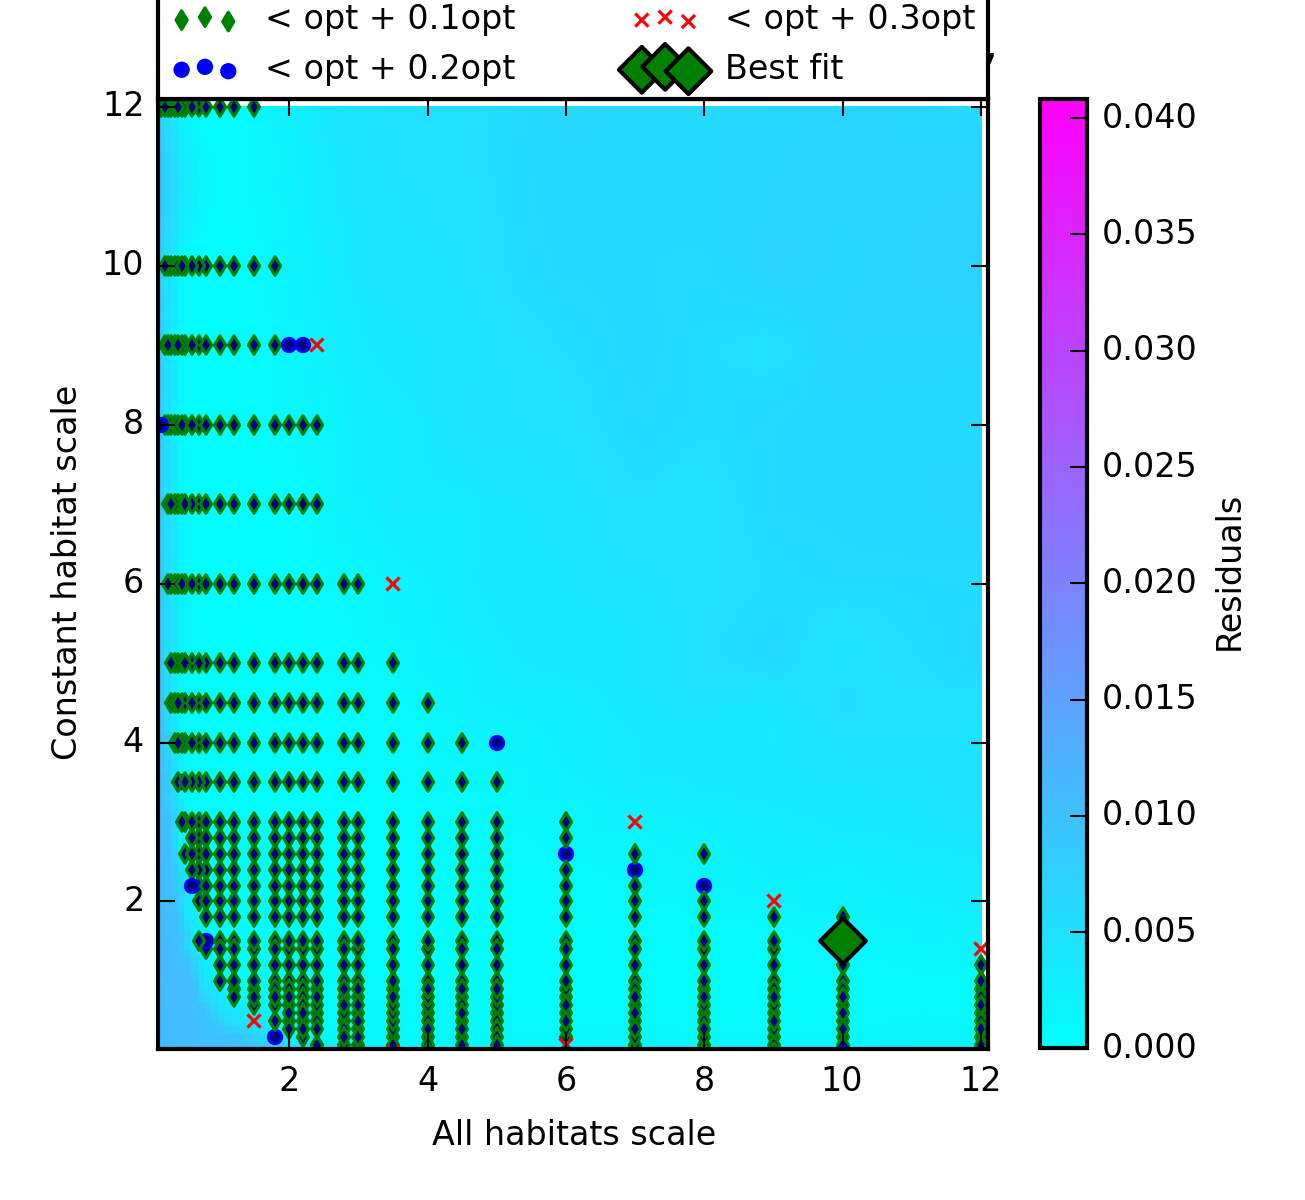 < opt + 0.1opt
< opt + 0.3opt
< opt + 0.2opt
Best fit
12
10
8
6
4
2
Constant habitat scale
2 4 6 8 10 12
All habitats scale
0.040
0.035
0.030
0.025
0.020
0.015
0.010
0.005
0.000
Residuals